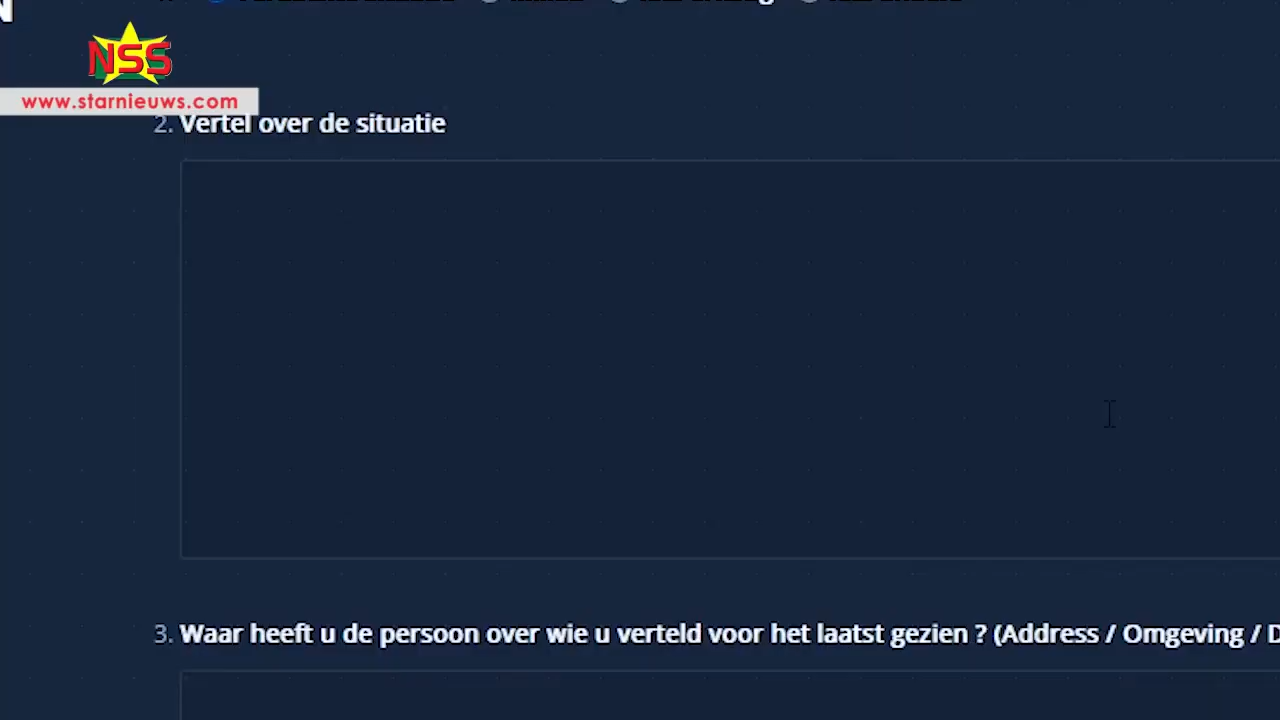 NSS
www.starnieuws.com
2. Vertel over de situatie
3. Waar heeft u de persoon over wie u verteld voor het laatst gezien ? (Address / Omgeving / D